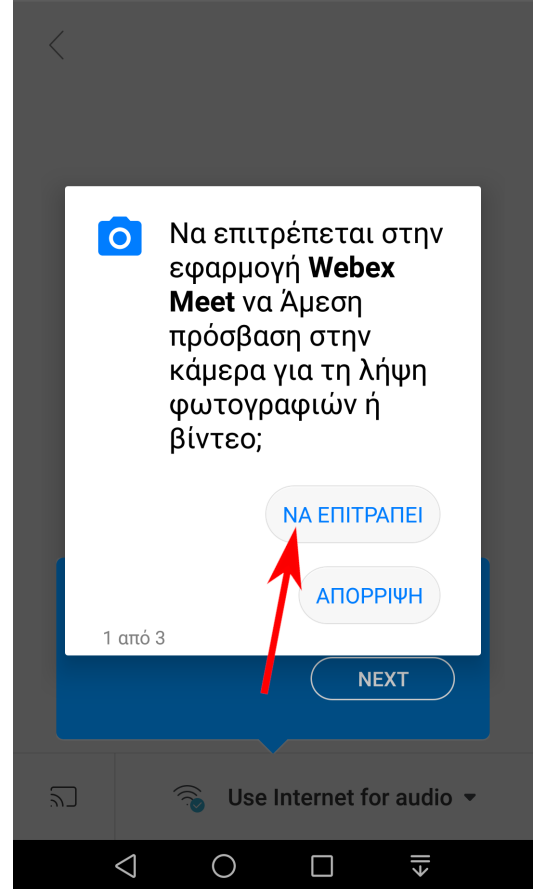 Να επιτρέπεται στην
εφαρμογή Webex
Meet να Άμεση
πρόσβαση στην
κάμερα για τη λήψη
φωτογραφιών ή
βίντεο;
ΝΑ ΕΠΙΤΡΑΠΕΙ
ΑΠΟΡΡΙΨΗ
1 από 3
NEXT
Use Internet for audio